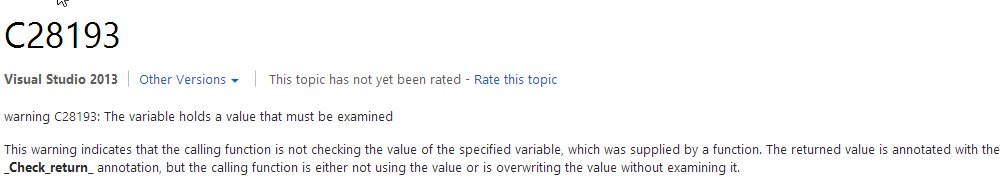 C28193
Visual Studio 2013 Other Versions This topic has not yet been rated - Rate this topic
warning C28193: The variable holds a value that must be examined
This warning indicates that the calling function is not checking the value of the specified variable, which was supplied by a function. The returned value is annotated with the
_Check_return_ annotation, but the calling function is either not using the value or is overwriting the value without examining it.